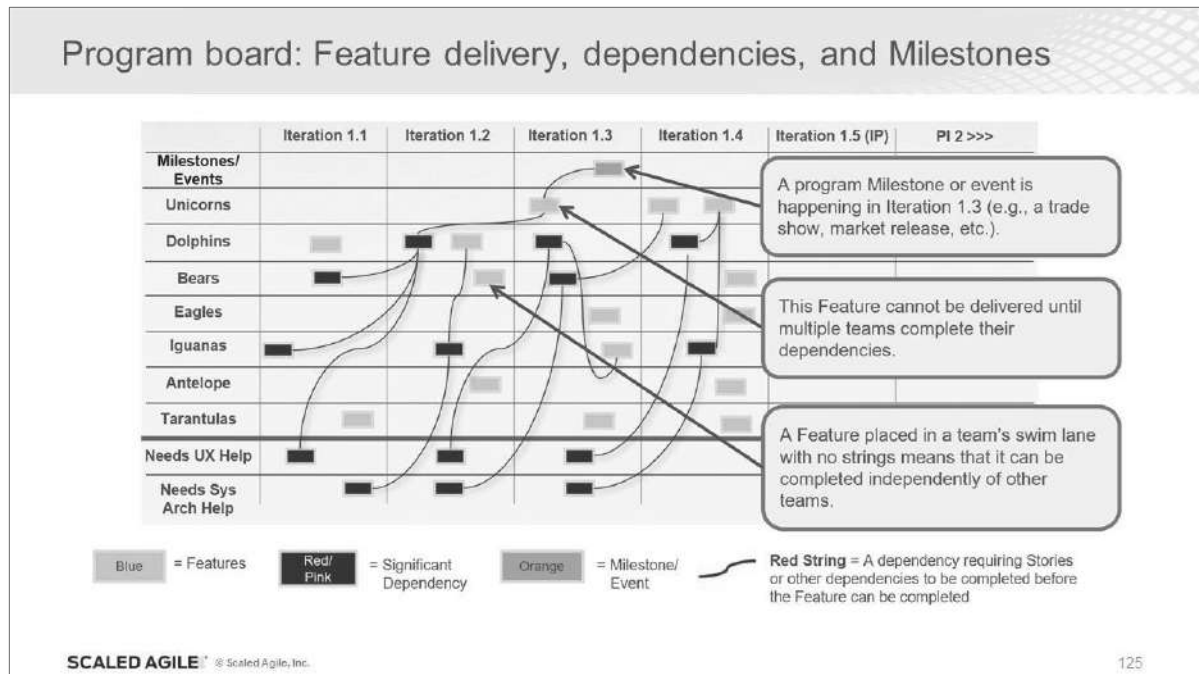 Program board: Feature delivery, dependencies, and Milestones
Iteration 1.1
Iteration 1.2
Iteration 1.3
Iteration 1.4
Iteration 1.5 (IP)
PI 2 >>>
Milestones/
Events
Unicorns
Dolphins
Bears
Eagles
Iguanas
Antelope
Tarantulas
Needs UX Help
Needs Sys
Arch Help
A program Milestone or event is
happening in Iteration 1.3 (e.g., a trade
show, market release, etc.).
This Feature cannot be delivered until
multiple teams complete their
dependencies.
A Feature placed in a team's swim lane
with no strings means that it can be
completed independently of other
teams.
Blue
= Features
Red/
Pink
= Significant
Dependency
Orange
= Milestone/
Event
Red String = A dependency requiring Stories
or other dependencies to be completed before
the Feature can be completed
SCALED AGILE © Scaled Agile, Inc.
125